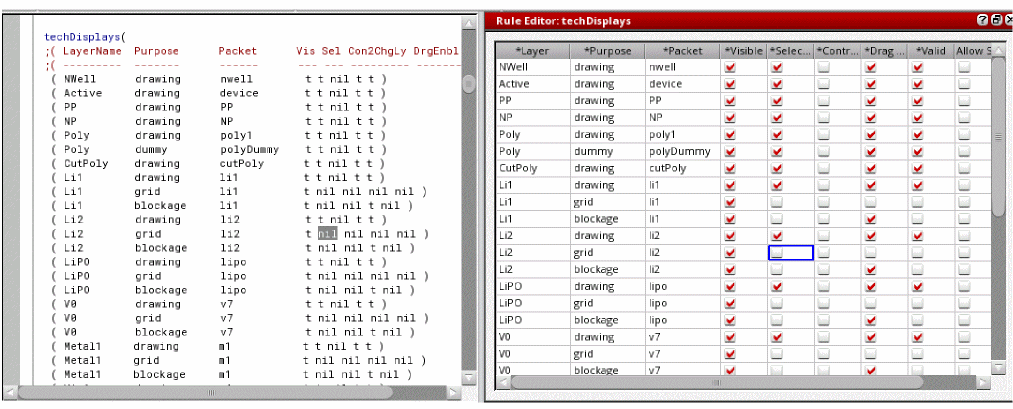 techDisplays(
;( LayerName Purpose Packet Vis Sel Con2ChgLy DrgEnbl
;( --------- ------- ------ --- --- --------- ------
( NWell drawing nwell t t nil t t )
( Active drawing device t t nil t t )
( PP drawing PP t t nil t t )
( NP drawing NP t t nil t t )
( Poly drawing poly1 t t nil t t )
( Poly dummy polyDummy t t nil t t )
( CutPoly drawing cutPoly t t nil t t )
( Li1 drawing li1 t t nil t t )
( Li1 grid li1 t nil nil nil nil )
( Li1 blockage li1 t nil nil t nil )
( Li2 drawing li2 t t nil t t )
( Li2 grid li2 t nil nil nil nil )
( Li2 blockage li2 t nil nil t nil )
( LiPO drawing lipo t t nil t t )
( LiPO grid lipo t nil nil nil nil )
( LiPO blockage lipo t nil nil t nil )
( V0 drawing v7 t t nil t t )
( V0 grid v7 t nil nil nil nil )
( V0 blockage v7 t nil nil t nil )
( Metal1 drawing m1 t t nil t t )
( Metal1 grid m1 t nil nil nil nil )
( Metal1 blockage m1 t nil nil t nil )
Rule Editor: techDisplays
*Layer *Purpose *Packet *Visible *Selec... *Contr... *Drag ... *Valid Allow S
NWell drawing nwell
Active drawing device
PP drawing PP
NP drawing NP
Poly drawing poly1
Poly dummy polyDummy
CutPoly drawing cutPoly
Li1 drawing li1
Li1 grid li1
Li1 blockage li1
Li2 drawing li2
Li2 grid li2
Li2 blockage li2
LiPO drawing lipo
LiPO grid lipo
LiPO blockage lipo
V0 drawing v7
V0 grid v7
V0 blockage v7